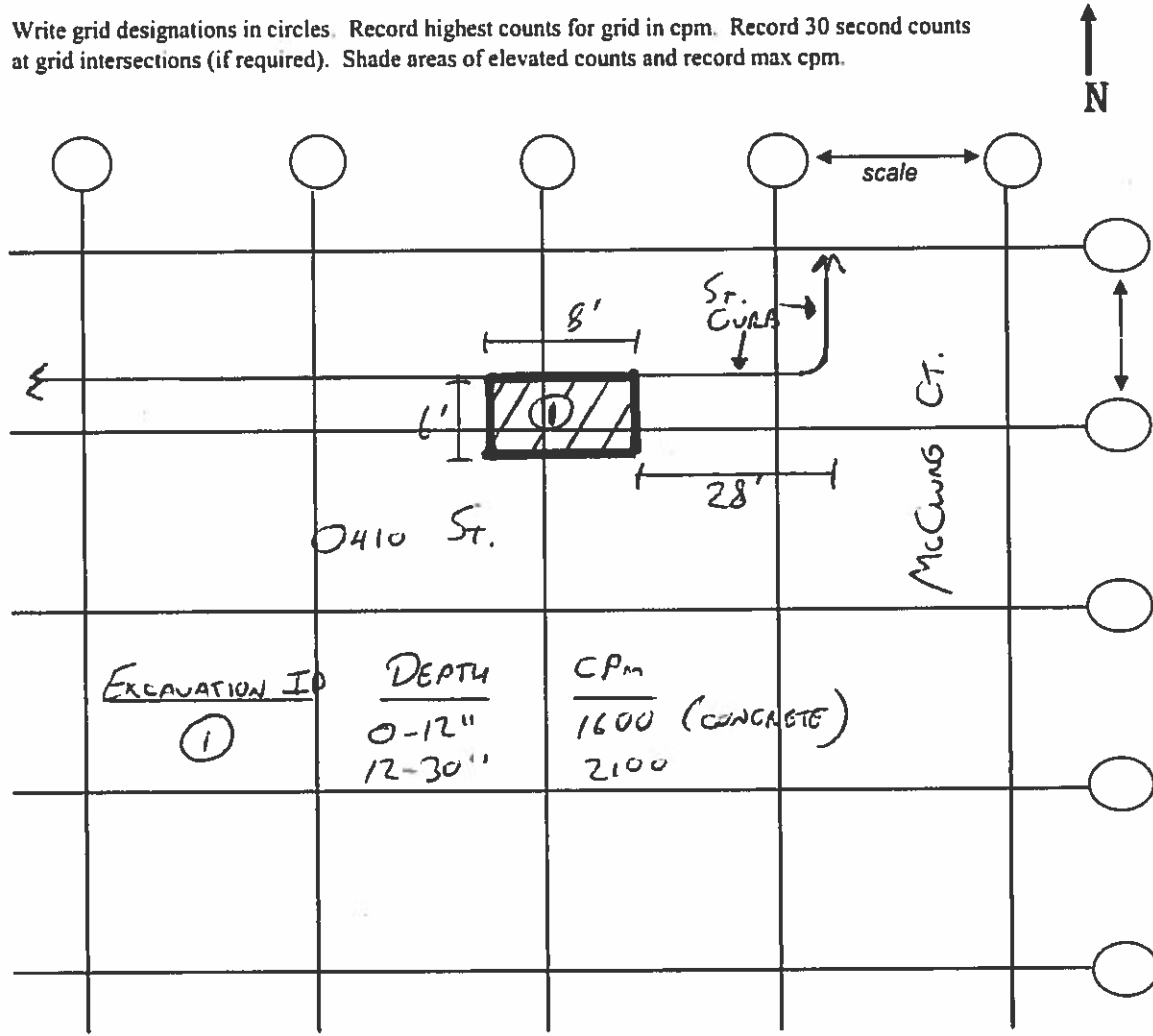 Write grid designations in circles. Record highest counts for grid in cpm. Record 30 second counts
at grid intersections (if required). Shade areas of elevated counts and record max cpm.
N
scale
St.
Curb
8'
6'
1
28'
McClurg Ct.
0410 St.
Excavation ID Depth CPM
1 0-12" 1600 (Concrete)
12-30" 2100